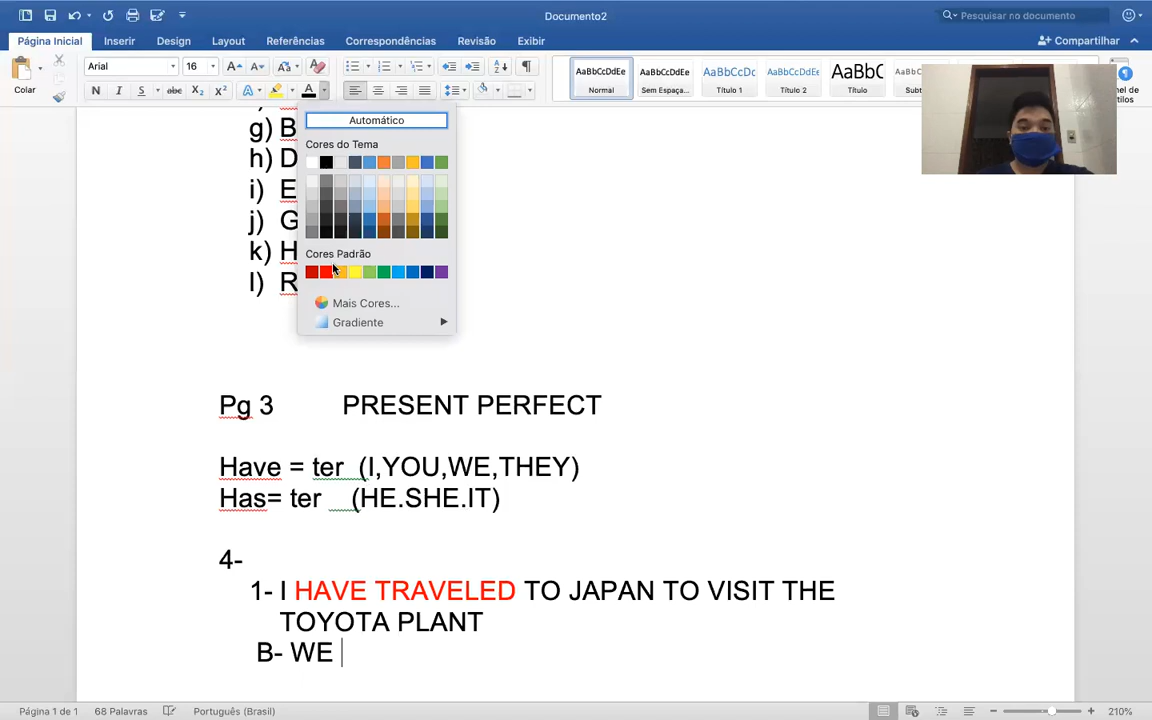 Documento2
Pesquisar no documento
Página Inicial Inserir Design Layout Referências Correspondências Revisão Exibir Compartilhar
Colar
Arial 16
N I S abc X₂ X²
AaBbCcDdEe AaBbCcDdEe AaBbCcDc AaBbCcDdEe AaBbC
Normal Sem Espaça... Título 1 Título 2 Título
Automático
Cores do Tema
Cores Padrão
Mais Cores...
Gradiente
g) B
h) D
i) E
j) G
k) H
l) R
Pg 3 PRESENT PERFECT
Have = ter (I,YOU,WE,THEY)
Has= ter (HE.SHE.IT)
4-
1- I HAVE TRAVELED TO JAPAN TO VISIT THE
TOYOTA PLANT
B- WE
Página 1 de 1 68 Palavras Português (Brasil) 210%